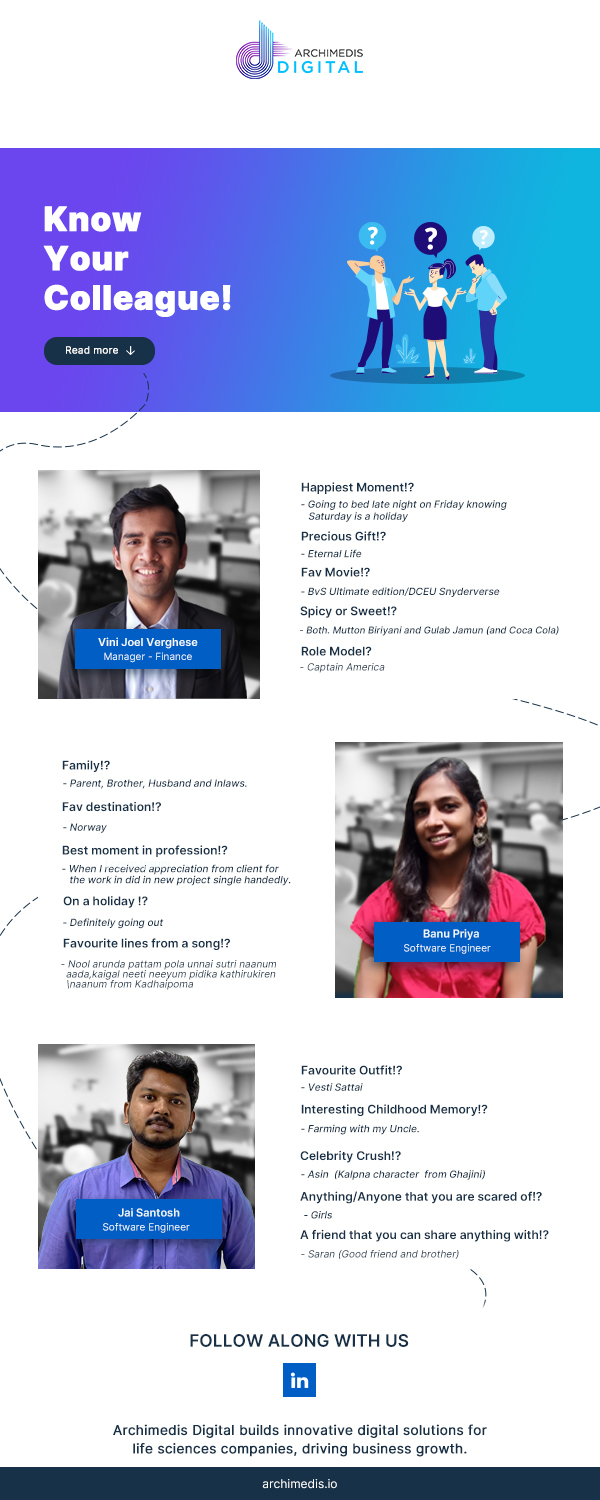 ARCHIMEDIS
DIGITAL
Know
Your
Colleague!
? ? ?
Read more ↓
Vini Joel Verghese
Manager - Finance
Happiest Moment!?
- Going to bed late night on Friday knowing
Saturday is a holiday
Precious Gift!?
- Eternal Life
Fav Movie!?
- BvS Ultimate edition/DCEU Snyderverse
Spicy or Sweet!?
- Both. Mutton Biriyani and Gulab Jamun (and Coca Cola)
Role Model?
- Captain America
Family!?
- Parent, Brother, Husband and Inlaws.
Fav destination!?
- Norway
Best moment in profession!?
- When I received appreciation from client for
the work in did in new project single handedly.
On a holiday !?
- Definitely going out
Favourite lines from a song!?
- Nool arunda pattam pola unnai sutri naanum
aada,kaigal neeti neeyum pidika kathirukiren
\naanum from Kadhaipoma
Banu Priya
Software Engineer
Jai Santosh
Software Engineer
Favourite Outfit!?
- Vesti Sattai
Interesting Childhood Memory!?
- Farming with my Uncle.
Celebrity Crush!?
- Asin (Kalpna character from Ghajini)
Anything/Anyone that you are scared of!?
- Girls
A friend that you can share anything with!?
- Saran (Good friend and brother)
FOLLOW ALONG WITH US
in
Archimedis Digital builds innovative digital solutions for
life sciences companies, driving business growth.
archimedis.io